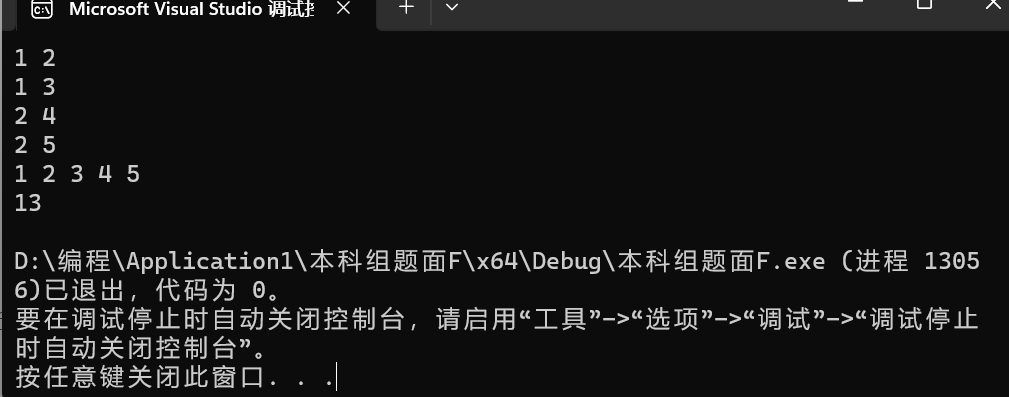 Microsoft Visual Studio 调试控
1 2
1 3
2 4
2 5
1 2 3 4 5
13
D:\编程\Application1\本科组题面F\x64\Debug\本科组题面F.exe (进程 1305
6)已退出，代码为 0。
要在调试停止时自动关闭控制台，请启用“工具”->“选项”->“调试”->“调试停止
时自动关闭控制台”。
按任意键关闭此窗口. . .